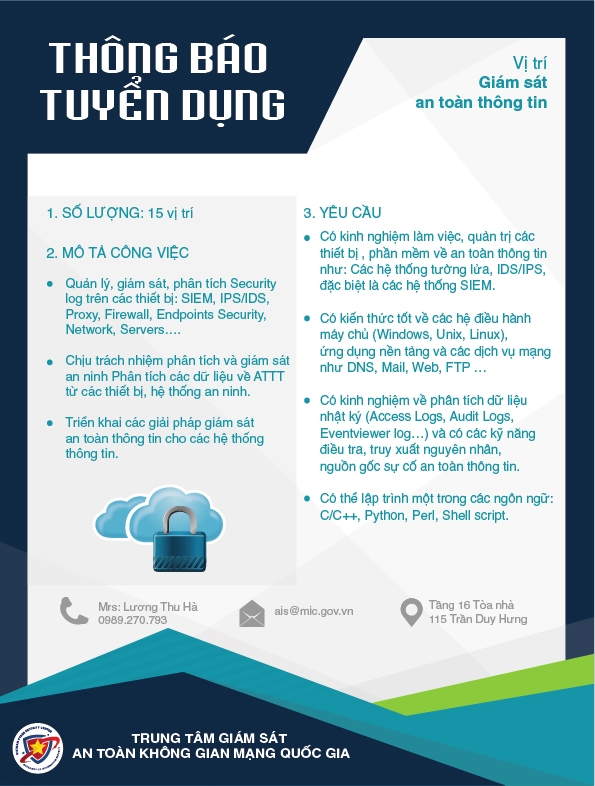 THÔNG BÁO
TUYỂN DỤNG
Vị trí
Giám sát
an toàn thông tin
1. SỐ LƯỢNG: 15 vị trí
2. MÔ TẢ CÔNG VIỆC
Quản lý, giám sát, phân tích Security
log trên các thiết bị: SIEM, IPS/IDS,
Proxy, Firewall, Endpoints Security,
Network, Servers....
Chịu trách nhiệm phân tích và giám sát
an ninh Phân tích các dữ liệu về ATTT
từ các thiết bị, hệ thống an ninh.
Triển khai các giải pháp giám sát
an toàn thông tin cho các hệ thống
thông tin.
3. YÊU CẦU
Có kinh nghiệm làm việc, quản trị các
thiết bị , phần mềm về an toàn thông tin
như: Các hệ thống tường lửa, IDS/IPS,
đặc biệt là các hệ thống SIEM.
Có kiến thức tốt về các hệ điều hành
máy chủ (Windows, Unix, Linux),
ứng dụng nền tảng và các dịch vụ mạng
như DNS, Mail, Web, FTP ...
Có kinh nghiệm về phân tích dữ liệu
nhật ký (Access Logs, Audit Logs,
Eventviewer log...) và có các kỹ năng
điều tra, truy xuất nguyên nhân,
nguồn gốc sự cố an toàn thông tin.
Có thể lập trình một trong các ngôn ngữ:
C/C++, Python, Perl, Shell script.
Mrs: Lương Thu Hà
0989.270.793
ais@mic.gov.vn
Tầng 16 Tòa nhà
115 Trần Duy Hưng
TRUNG TÂM GIÁM SÁT
AN TOÀN KHÔNG GIAN MẠNG QUỐC GIA